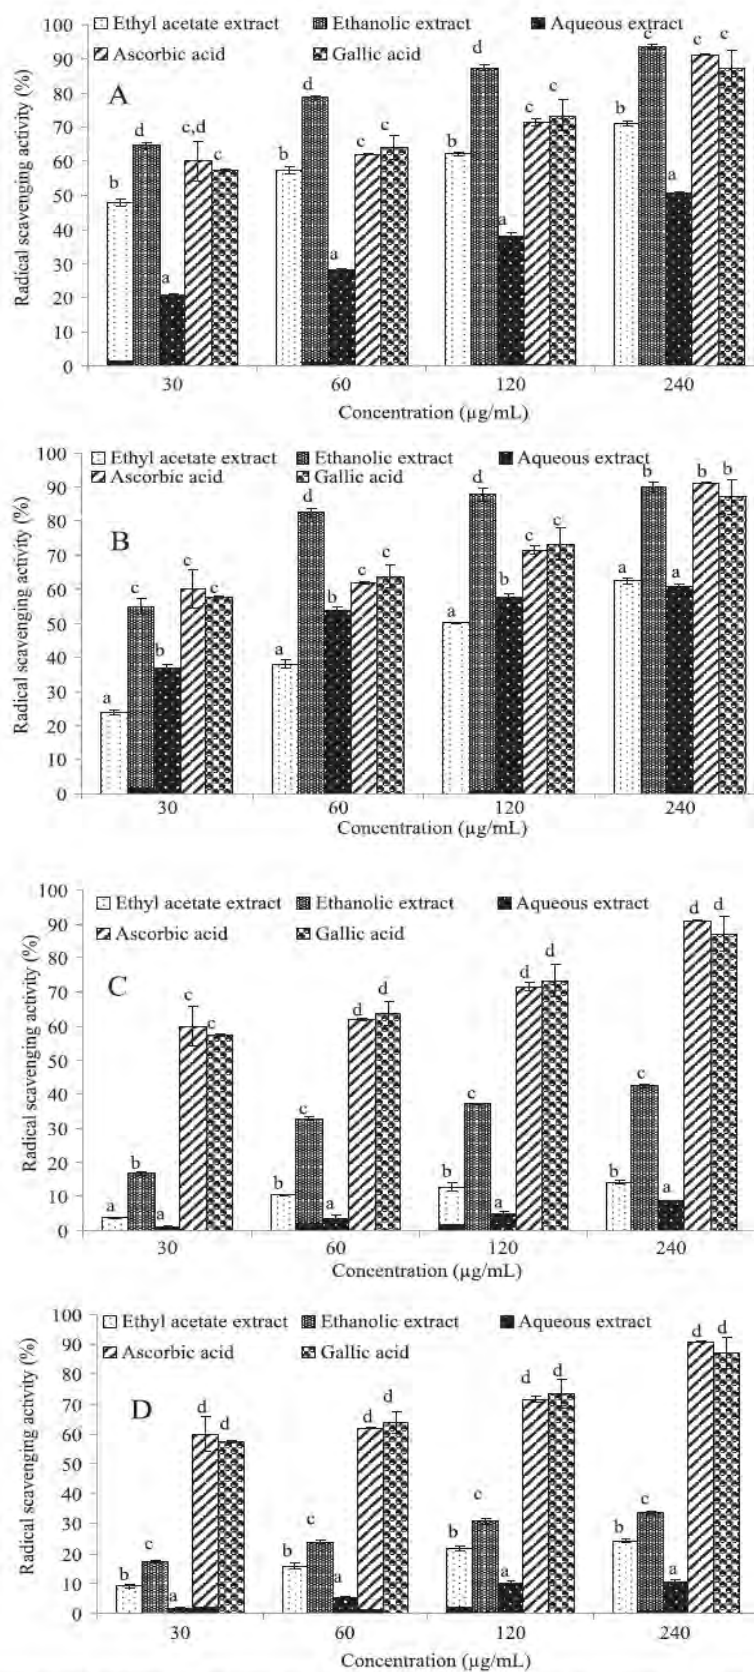 Ethyl acetate extract Ethanolic extract Aqueous extract
Ascorbic acid Gallic acid
A
Radical scavenging activity (%)
100
90
80
70
60
50
40
30
20
10
0
b d a c,d c
b d a c c
b d a c c
b c a c c
30 60 120 240
Concentration (µg/mL)
Ethyl acetate extract Ethanolic extract Aqueous extract
Ascorbic acid Gallic acid
B
Radical scavenging activity (%)
100
90
80
70
60
50
40
30
20
10
0
a c b c c
a d b c c
a d b c c
a b a b b
30 60 120 240
Concentration (µg/mL)
Ethyl acetate extract Ethanolic extract Aqueous extract
Ascorbic acid Gallic acid
C
Radical scavenging activity (%)
100
90
80
70
60
50
40
30
20
10
0
a b a c c
b c a d d
b c a d d
b c a d d
30 60 120 240
Concentration (µg/mL)
Ethyl acetate extract Ethanolic extract Aqueous extract
Ascorbic acid Gallic acid
D
Radical scavenging activity (%)
100
90
80
70
60
50
40
30
20
10
0
b c a d d
b c a d d
b c a d d
b c a d d
30 60 120 240
Concentration (µg/mL)